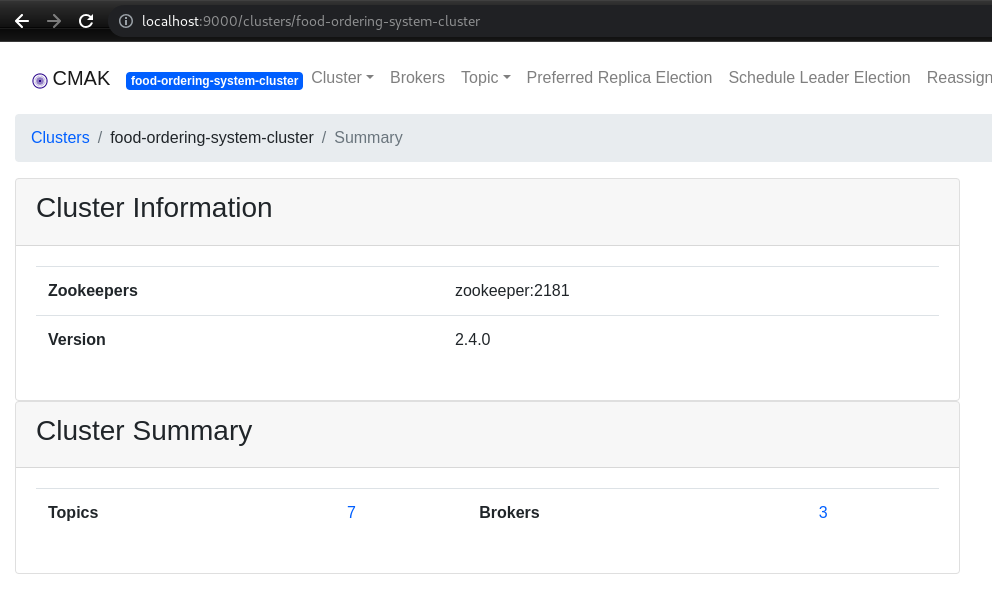 localhost:9000/clusters/food-ordering-system-cluster
CMAK food-ordering-system-cluster Cluster Brokers Topic Preferred Replica Election Schedule Leader Election Reassign
Clusters / food-ordering-system-cluster / Summary
Cluster Information
Zookeepers zookeeper:2181
Version 2.4.0
Cluster Summary
Topics 7 Brokers 3